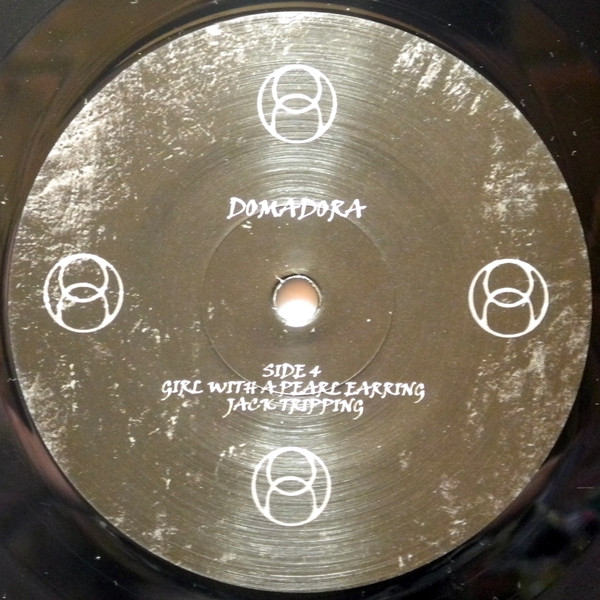 DOMADORA
SIDE 4
GIRL WITH A PEARL EARRING
JACK TRIPPING